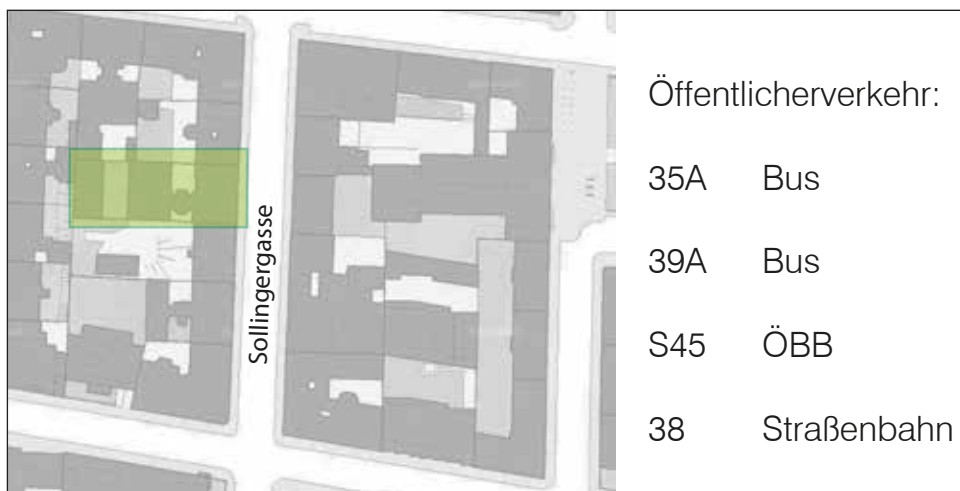 Sollingergasse
Öffentlicherverkehr:
35A Bus
39A Bus
S45 ÖBB
38 Straßenbahn